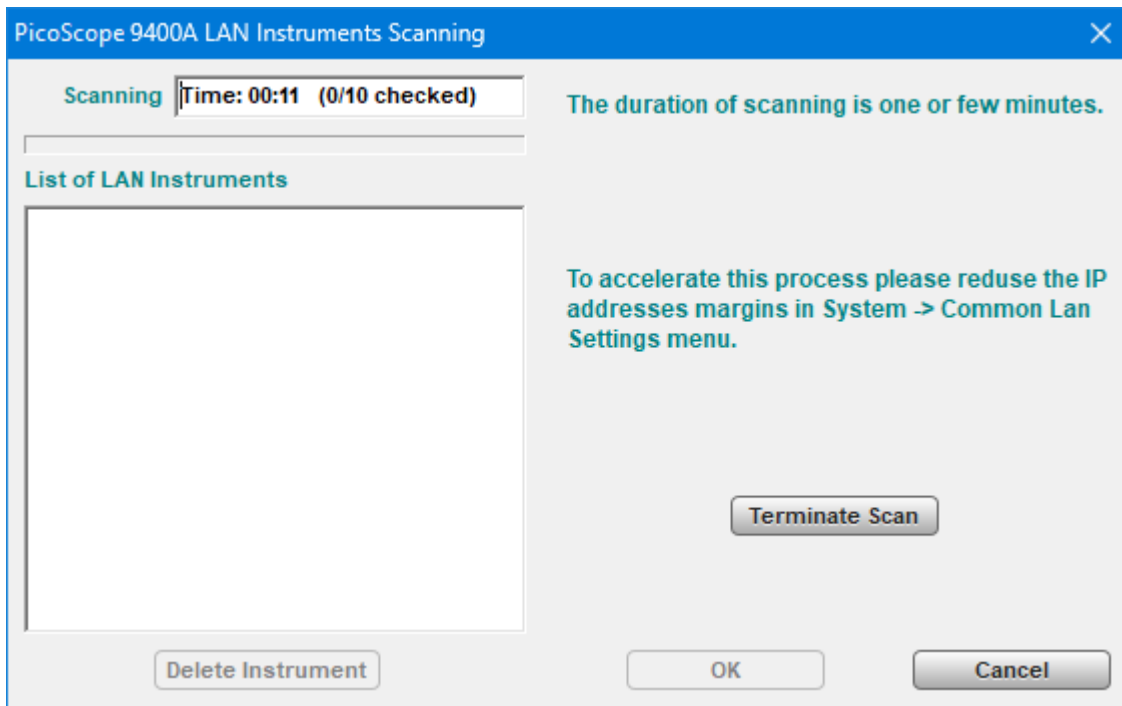 PicoScope 9400A LAN Instruments Scanning
Scanning Time: 00:11 (0/10 checked)
The duration of scanning is one or few minutes.
List of LAN Instruments
To accelerate this process please reduse the IP
addresses margins in System -> Common Lan
Settings menu.
Terminate Scan
Delete Instrument
OK
Cancel